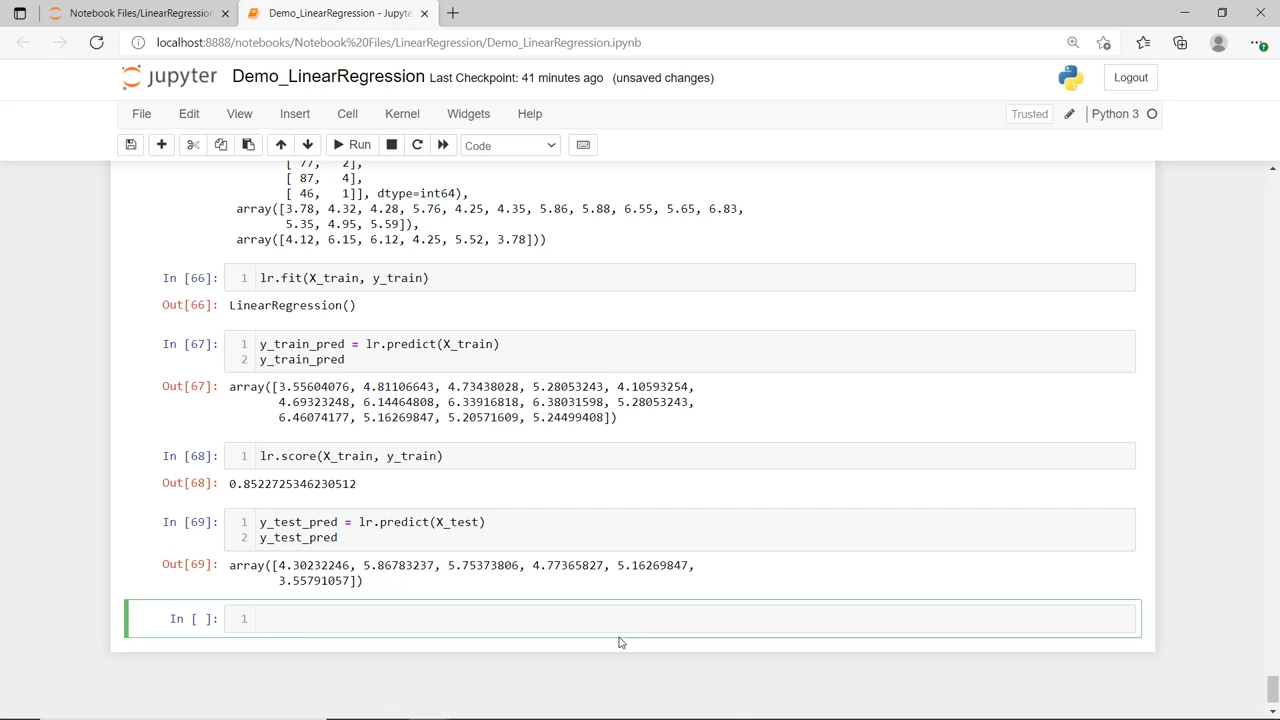 Notebook Files/LinearRegression
Demo_LinearRegression - Jupyte
localhost:8888/notebooks/Notebook%20Files/LinearRegression/Demo_LinearRegression.ipynb
jupyter Demo_LinearRegression Last Checkpoint: 41 minutes ago (unsaved changes) Logout
File Edit View Insert Cell Kernel Widgets Help Trusted Python 3
Run Code
[ 77, 2],
[ 87, 4],
[ 46, 1]], dtype=int64),
array([3.78, 4.32, 4.28, 5.76, 4.25, 4.35, 5.86, 5.88, 6.55, 5.65, 6.83,
5.35, 4.95, 5.59]),
array([4.12, 6.15, 6.12, 4.25, 5.52, 3.78]))
In [66]: 1 lr.fit(X_train, y_train)
Out[66]: LinearRegression()
In [67]: 1 y_train_pred = lr.predict(X_train)
2 y_train_pred
Out[67]: array([3.55604076, 4.81106643, 4.73438028, 5.28053243, 4.10593254,
4.69323248, 6.14464808, 6.33916818, 6.38031598, 5.28053243,
6.46074177, 5.16269847, 5.20571609, 5.24499408])
In [68]: 1 lr.score(X_train, y_train)
Out[68]: 0.8522725346230512
In [69]: 1 y_test_pred = lr.predict(X_test)
2 y_test_pred
Out[69]: array([4.30232246, 5.86783237, 5.75373806, 4.77365827, 5.16269847,
3.55791057])
In [ ]: 1